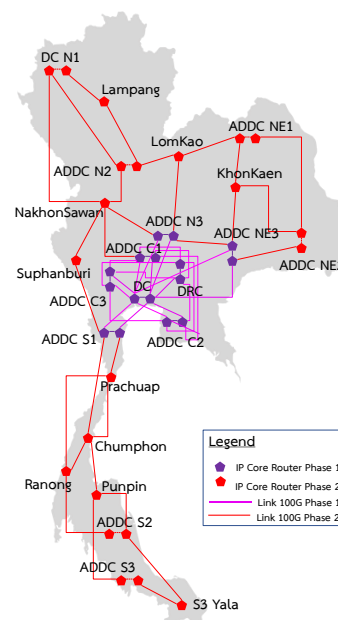 DC N1
Lampang
ADDC NE1
LomKao
ADDC N2
KhonKaen
NakhonSawan
ADDC N3
ADDC NE3
ADDC C1
ADDC NE2
Suphanburi
DRC
DC
ADDC C3
ADDC S1
ADDC C2
Prachuap
Chumphon
Ranong
Punpin
ADDC S2
ADDC S3
S3 Yala
Legend
IP Core Router Phase 1
IP Core Router Phase 2
Link 100G Phase 1
Link 100G Phase 2